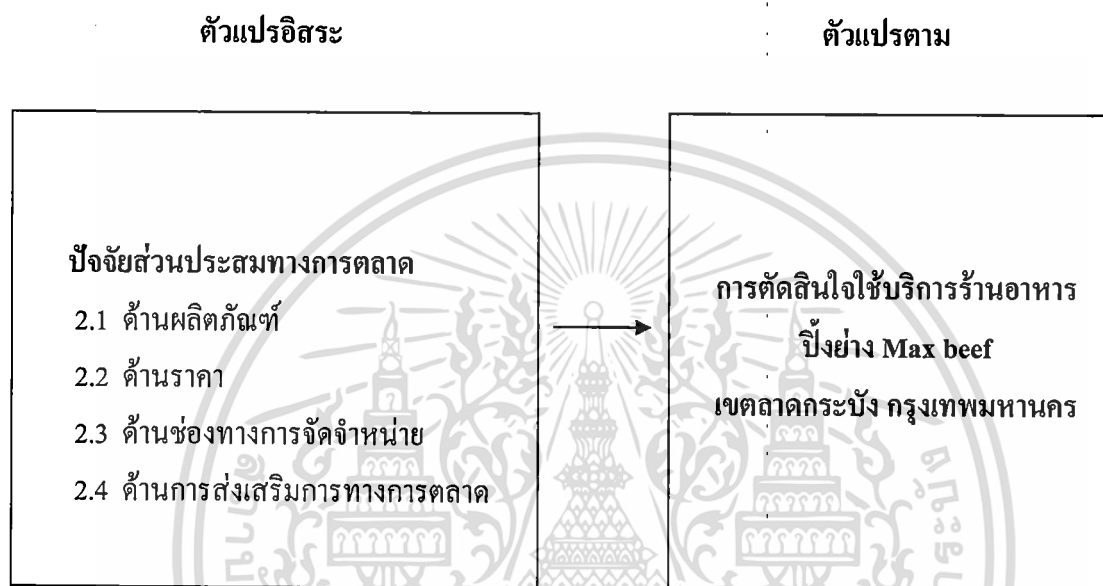 ตัวแปรอิสระ
ตัวแปรตาม
ปัจจัยส่วนประสมทางการตลาด
2.1 ด้านผลิตภัณฑ์
2.2 ด้านราคา
2.3 ด้านช่องทางการจัดจำหน่าย
2.4 ด้านการส่งเสริมการทางการตลาด
การตัดสินใจใช้บริการร้านอาหาร
ปิ้งย่าง Max beef
เขตลาดกระบัง กรุงเทพมหานคร